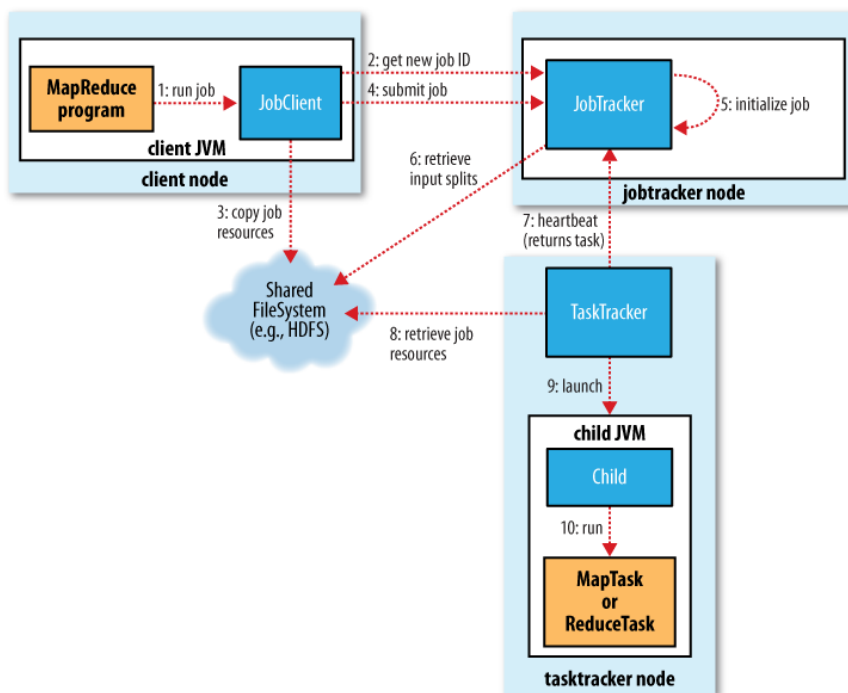 MapReduce
program
1: run job
JobClient
client JVM
client node
2: get new job ID
4: submit job
JobTracker
5: initialize job
jobtracker node
3: copy job
resources
6: retrieve
input splits
7: heartbeat
(returns task)
Shared
FileSystem
(e.g., HDFS)
8: retrieve job
resources
TaskTracker
9: launch
child JVM
Child
10: run
MapTask
or
ReduceTask
tasktracker node